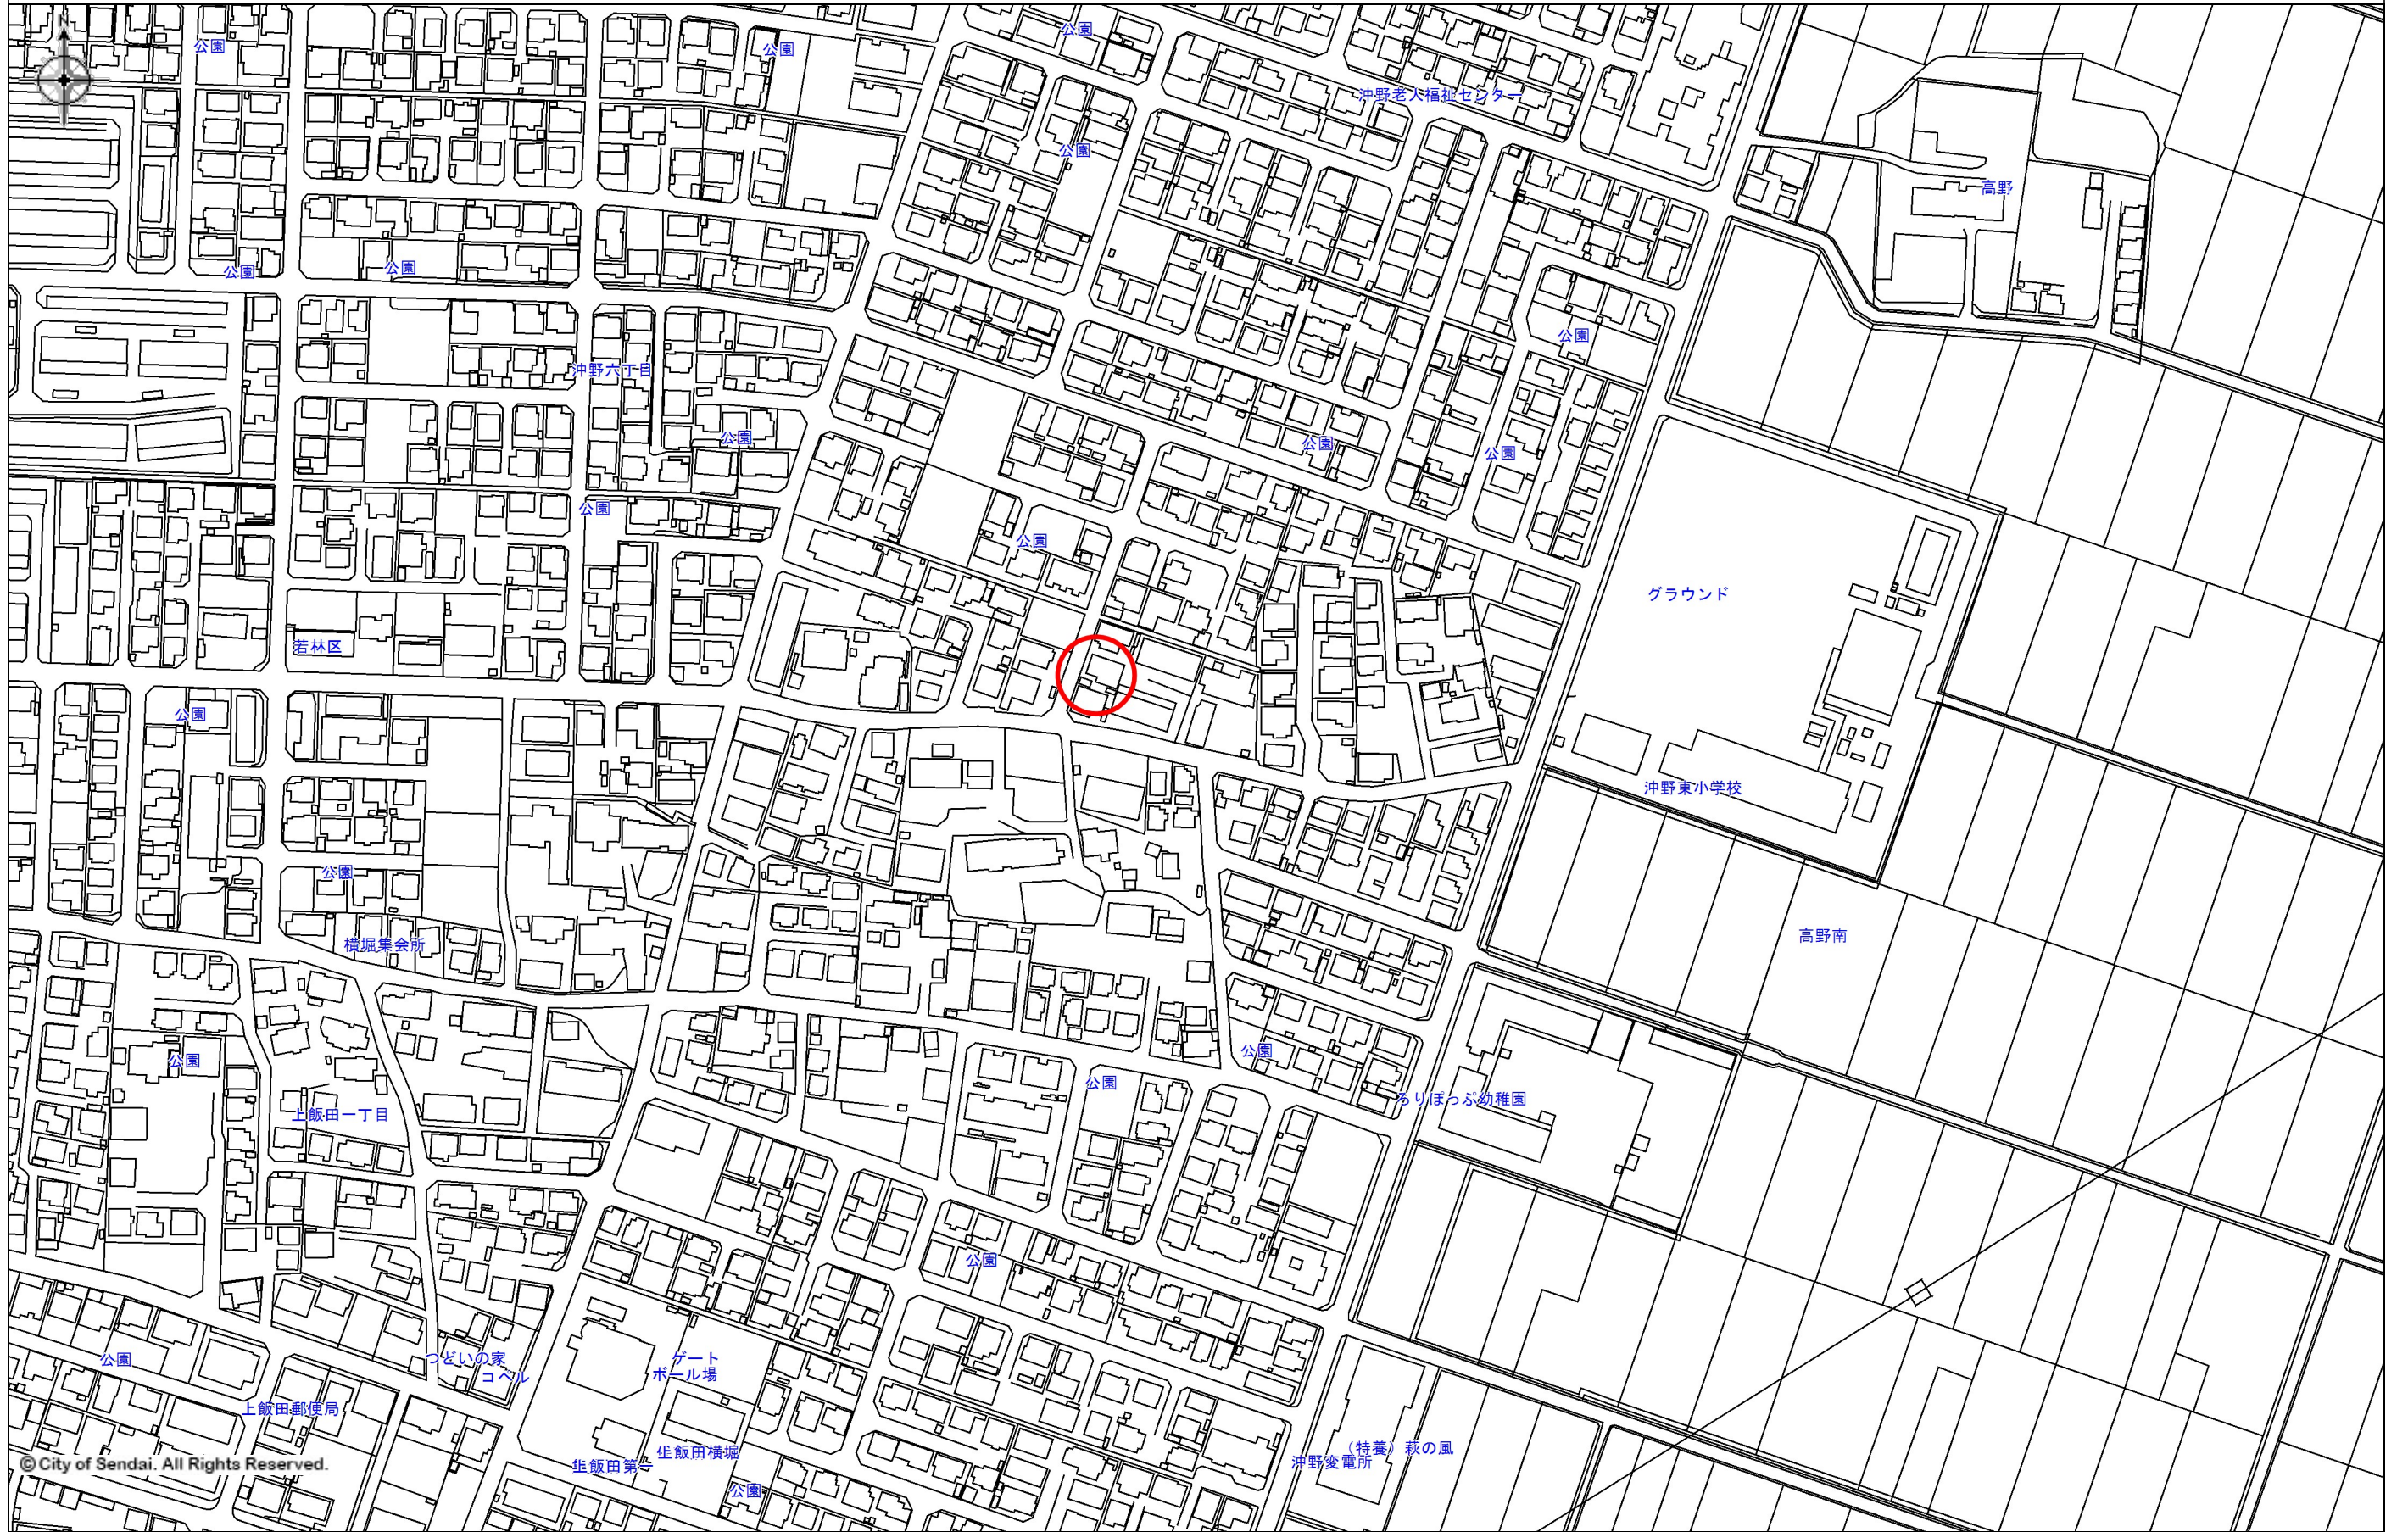 N
公園
公園
公園
沖野老人福祉センター
公園
高野
公園
公園
公園
沖野六丁目
公園
公園
公園
公園
公園
グラウンド
若林区
公園
沖野東小学校
公園
高野南
横堀集会所
公園
公園
公園
ろりぽっぷ幼稚園
上飯田一丁目
公園
公園
つどいの家
コペル
ゲート
ボール場
上飯田郵便局
(特養)萩の風
上飯田横堀
沖野変電所
上飯田第一
公園
©City of Sendai. All Rights Reserved.